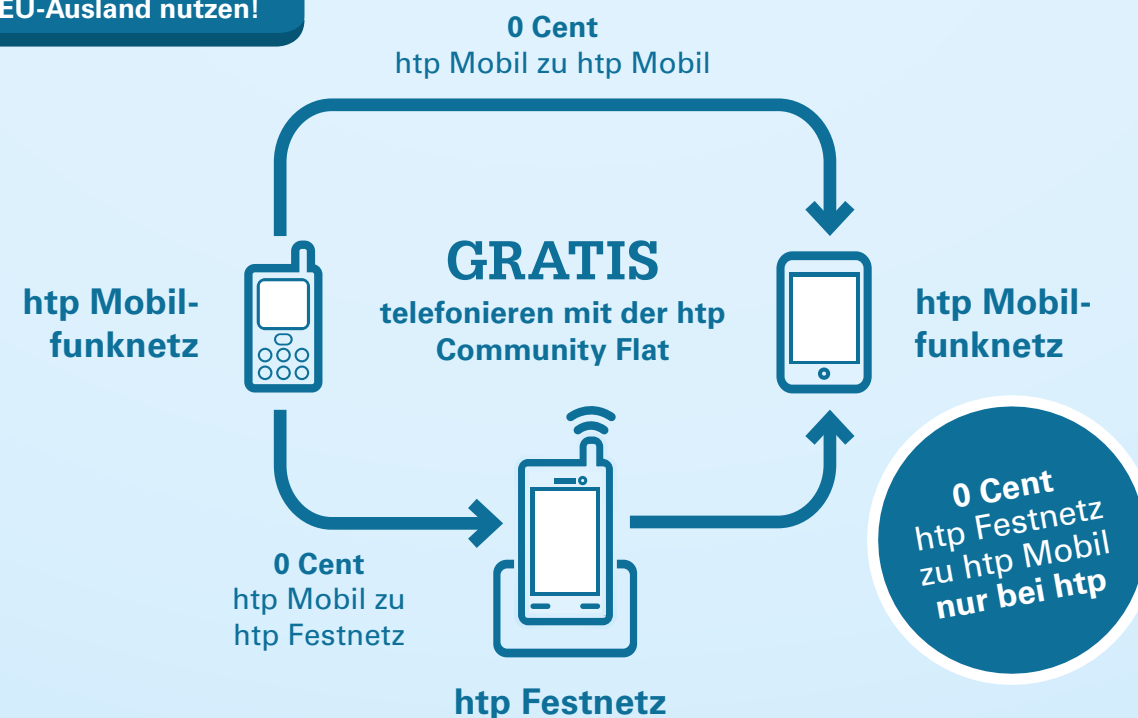 EU-Ausland nutzen!
0 Cent
htp Mobil zu htp Mobil
htp Mobil-
funknetz
GRATIS
telefonieren mit der htp
Community Flat
htp Mobil-
funknetz
0 Cent
htp Festnetz
zu htp Mobil
nur bei htp
0 Cent
htp Mobil zu
htp Festnetz
htp Festnetz